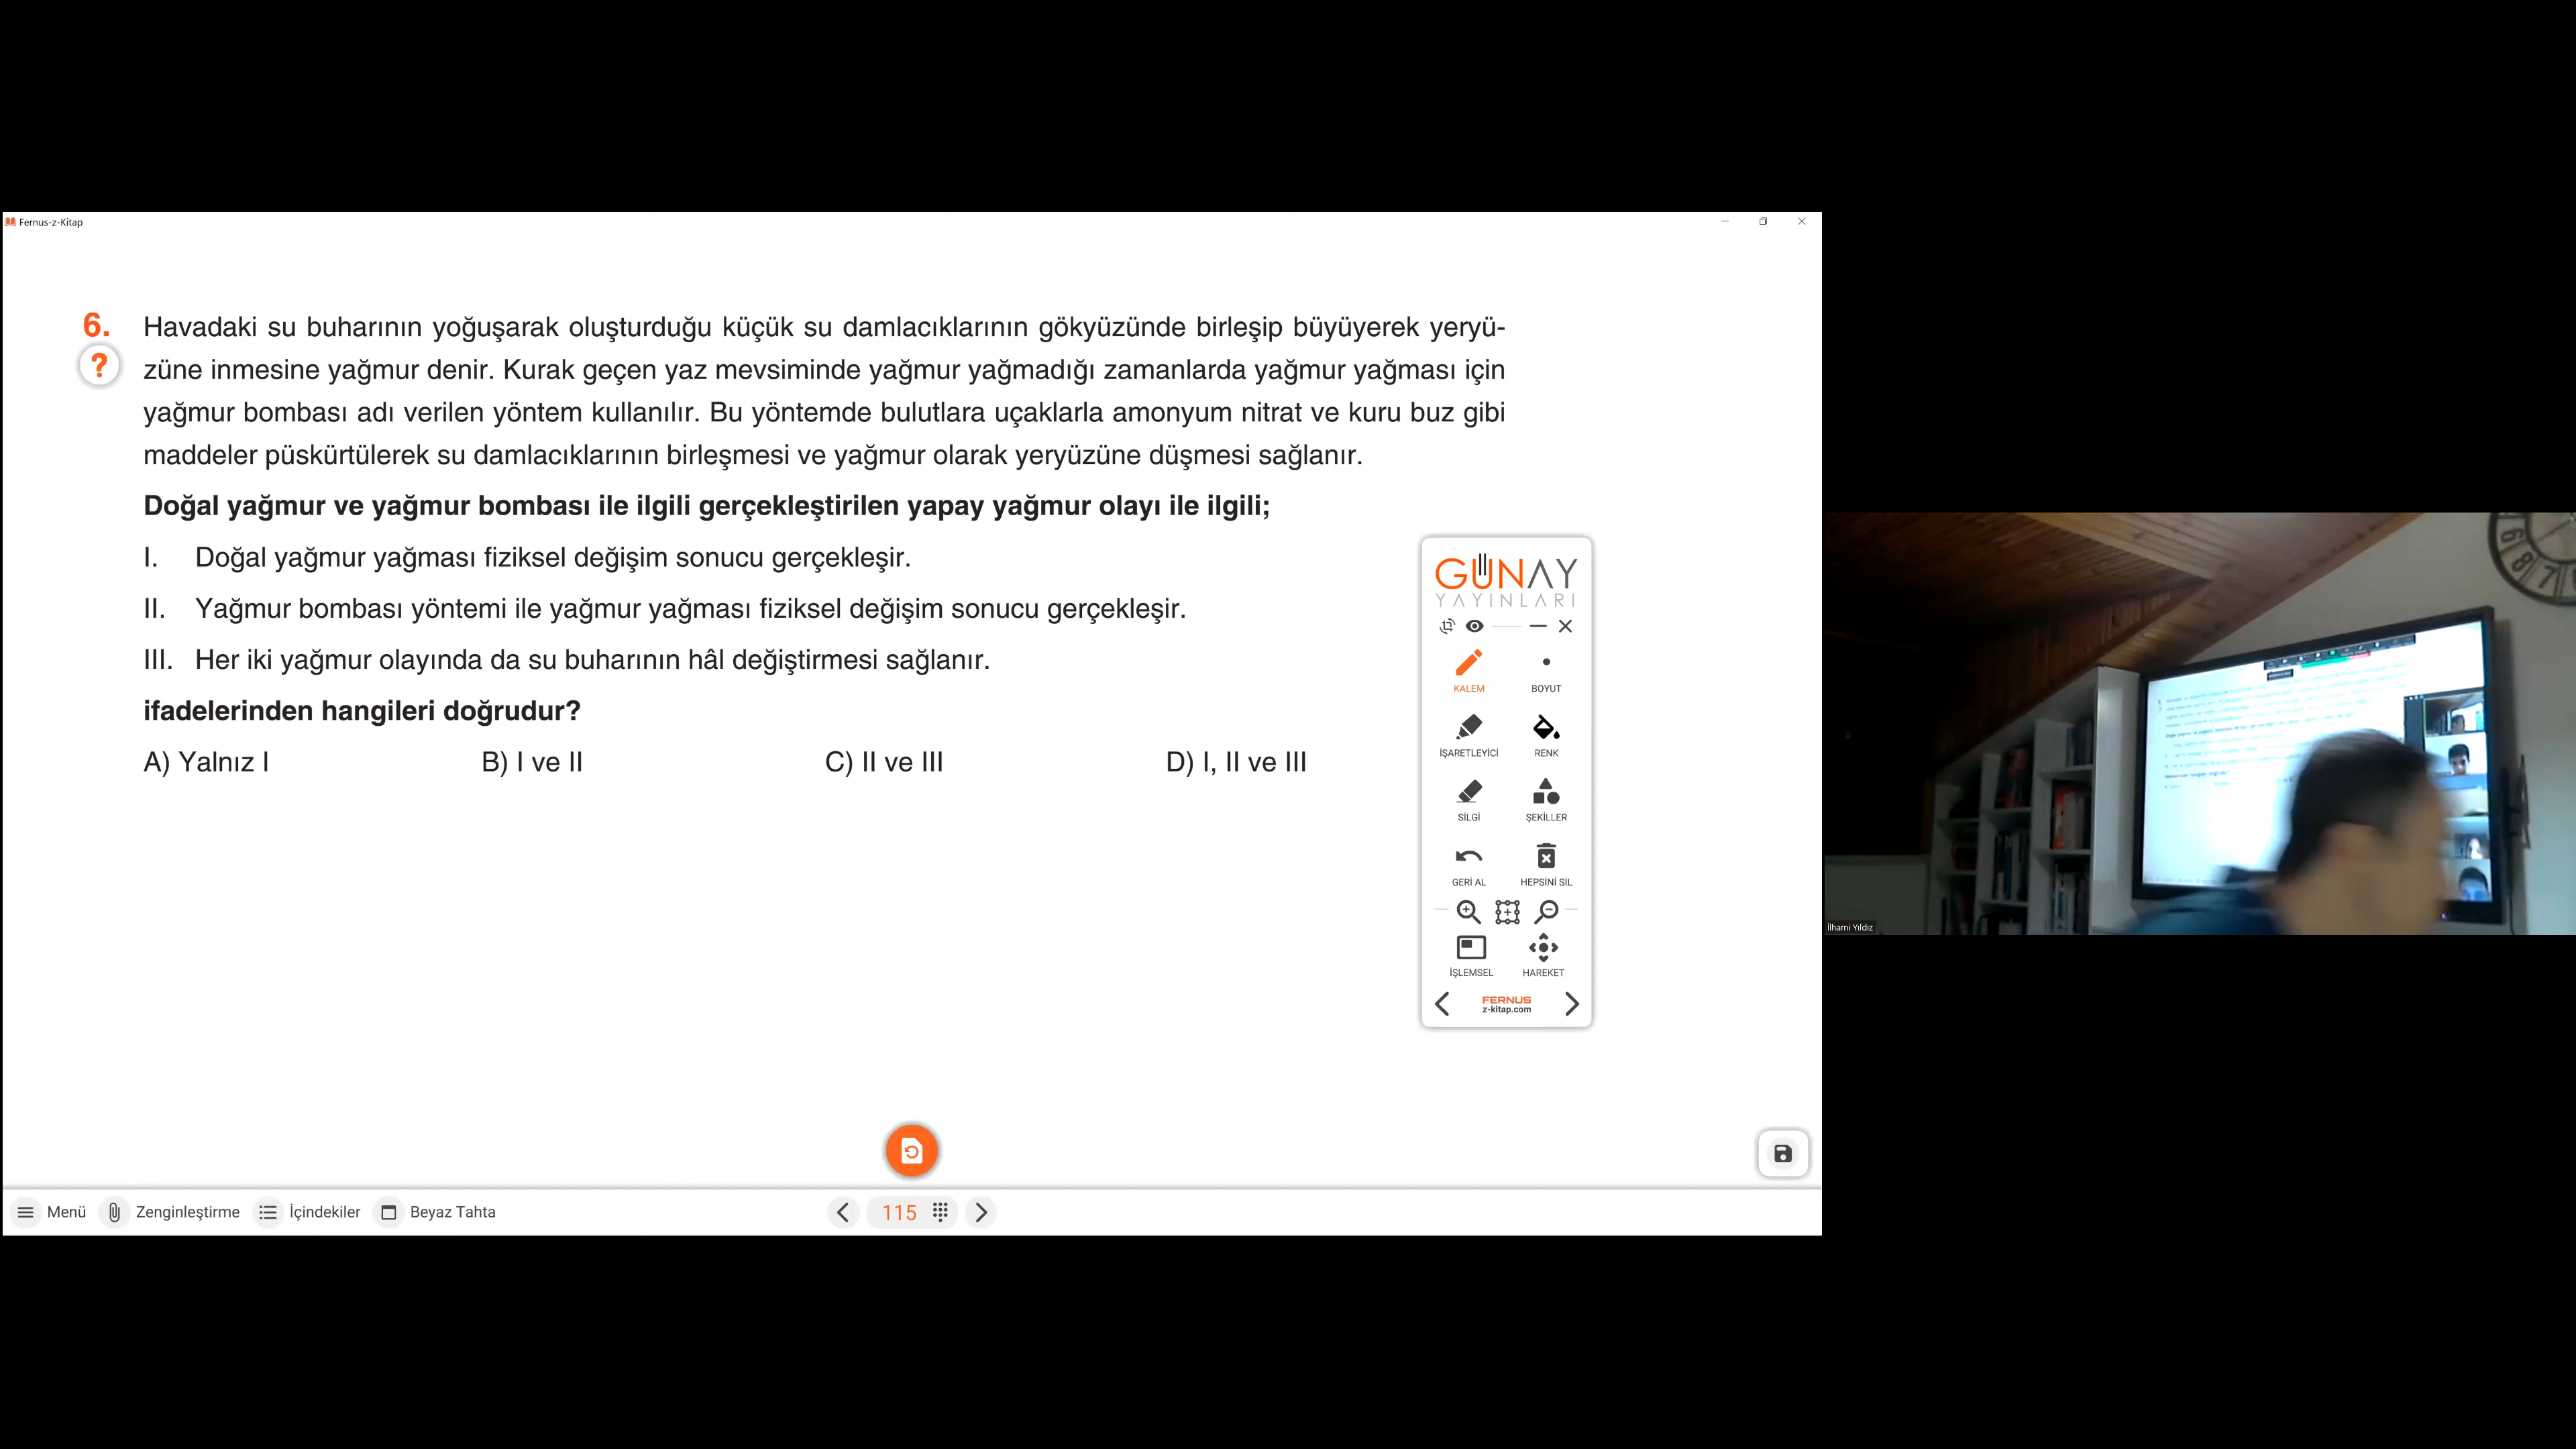 Fernus-z-Kitap
6. Havadaki su buharının yoğuşarak oluşturduğu küçük su damlacıklarının gökyüzünde birleşip büyüyerek yeryü-
? züne inmesine yağmur denir. Kurak geçen yaz mevsiminde yağmur yağmadığı zamanlarda yağmur yağması için
yağmur bombası adı verilen yöntem kullanılır. Bu yöntemde bulutlara uçaklarla amonyum nitrat ve kuru buz gibi
maddeler püskürtülerek su damlacıklarının birleşmesi ve yağmur olarak yeryüzüne düşmesi sağlanır.
Doğal yağmur ve yağmur bombası ile ilgili gerçekleştirilen yapay yağmur olayı ile ilgili;
I. Doğal yağmur yağması fiziksel değişim sonucu gerçekleşir.
II. Yağmur bombası yöntemi ile yağmur yağması fiziksel değişim sonucu gerçekleşir.
III. Her iki yağmur olayında da su buharının hâl değiştirmesi sağlanır.
ifadelerinden hangileri doğrudur?
A) Yalnız I B) I ve II C) II ve III D) I, II ve III
GÜNAY
YAYINLARI
KALEM BOYUT
İŞARETLEYİCİ RENK
SİLGİ ŞEKİLLER
GERİ AL HEPSİNİ SİL
İŞLEMSEL HAREKET
FERNUS
z-kitap.com
Menü Zenginleştirme İçindekiler Beyaz Tahta 115
İlhami Yıldız
6 8 7